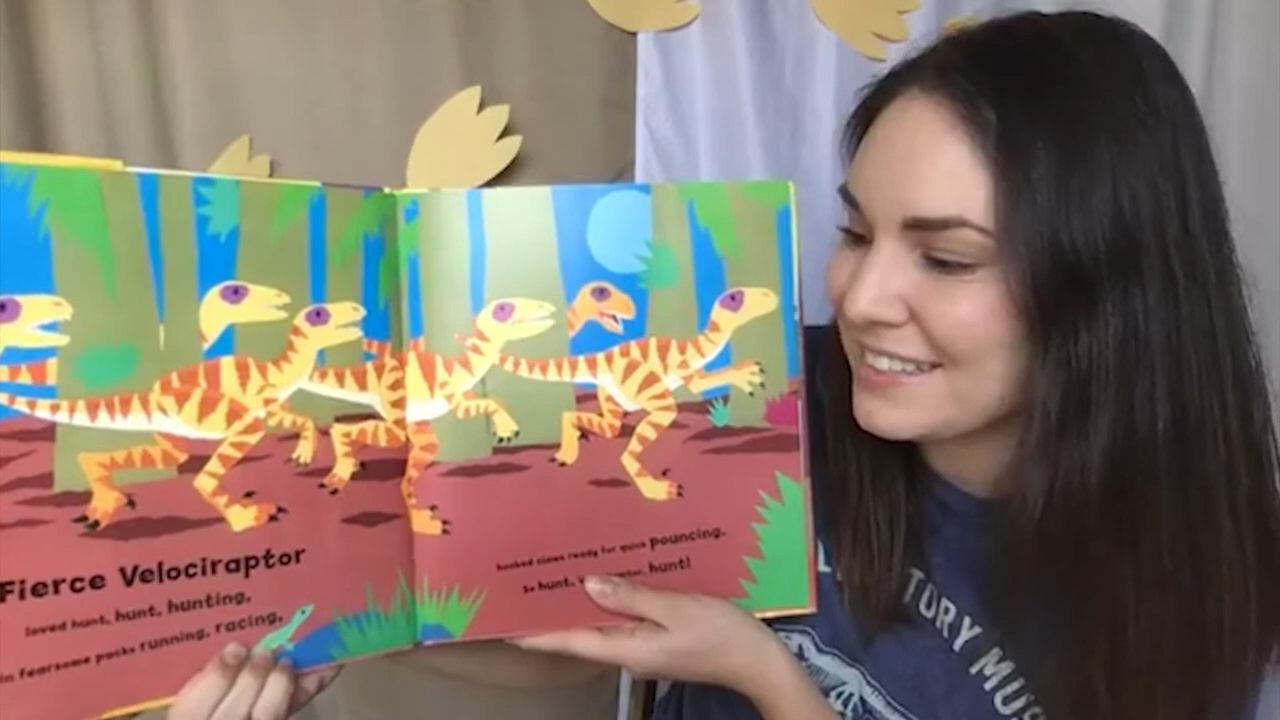 Fierce Velociraptor
loved hunt, hunt, hunting,
in fearsome packs running, racing,
hooked claws ready for quick pouncing.
So hunt, hunt!
TORY MUS